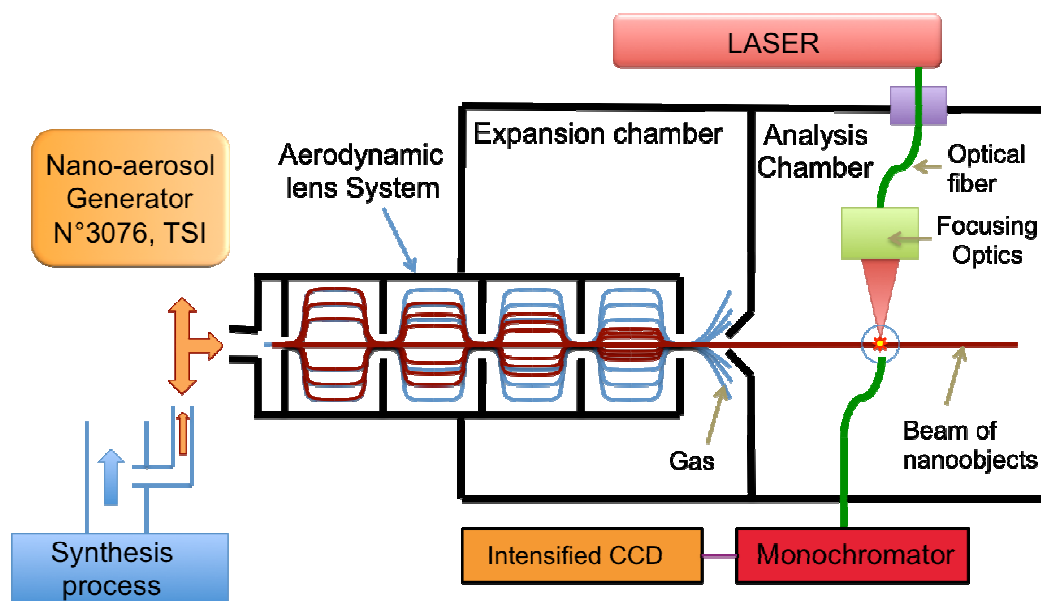 LASER
Nano-aerosol
Generator
N°3076, TSI
Aerodynamic
lens System
Expansion chamber
Analysis
Chamber
Optical
fiber
Focusing
Optics
Gas
Beam of
nanoobjects
Synthesis
process
Intensified CCD
Monochromator